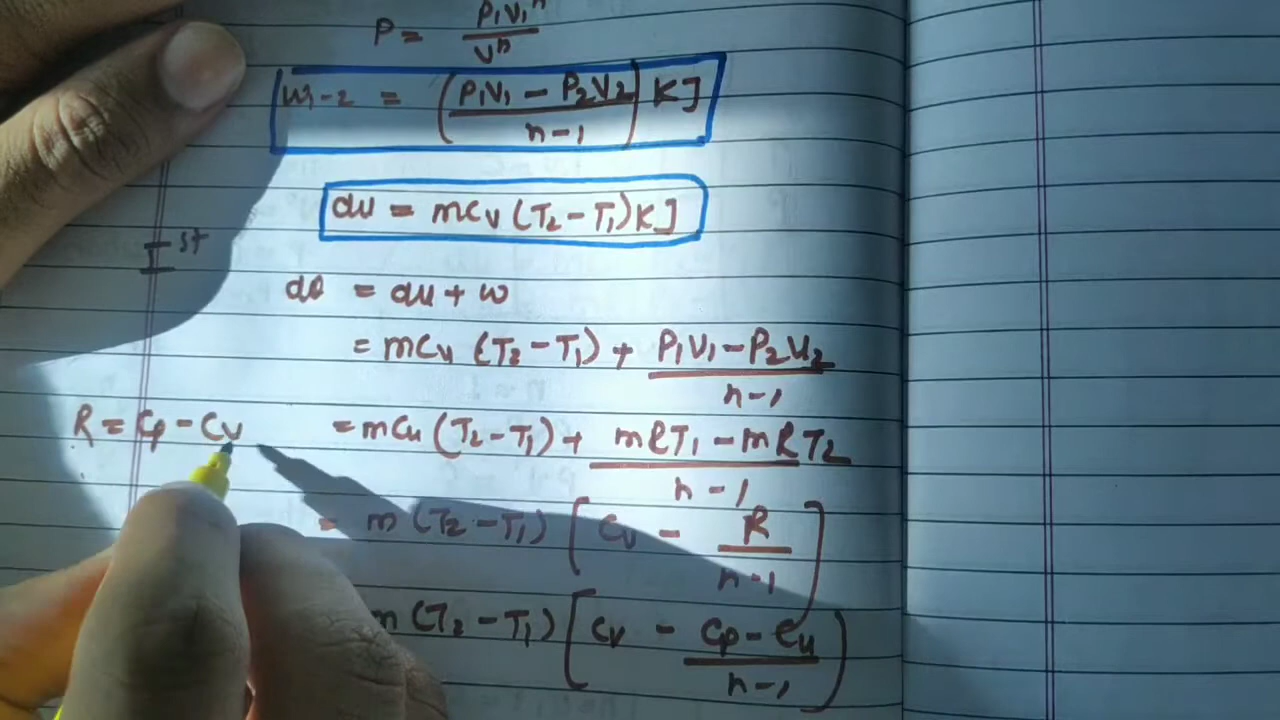 P = P1V1^n / V^n
W1-2 = (P1V1 - P2V2 / n-1) KJ
du = mCv (T2-T1) KJ
Ist
dQ = du + w
= mCv (T2-T1) + P1V1-P2V2 / n-1
R = Cp - Cv = mCv (T2-T1) + mRT1 - mRT2 / n-1
= m (T2-T1) [Cv - R / n-1]
m (T2-T1) [Cv - Cp-Cv / n-1]